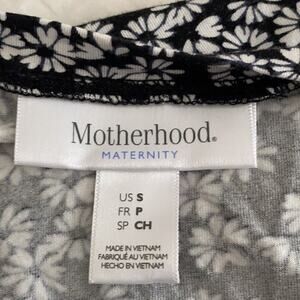 Motherhood®
MATERNITY
US S
FR P
SP CH
MADE IN VIETNAM
FABRIQUÉ AU VIETNAM
HECHO EN VIETNAM